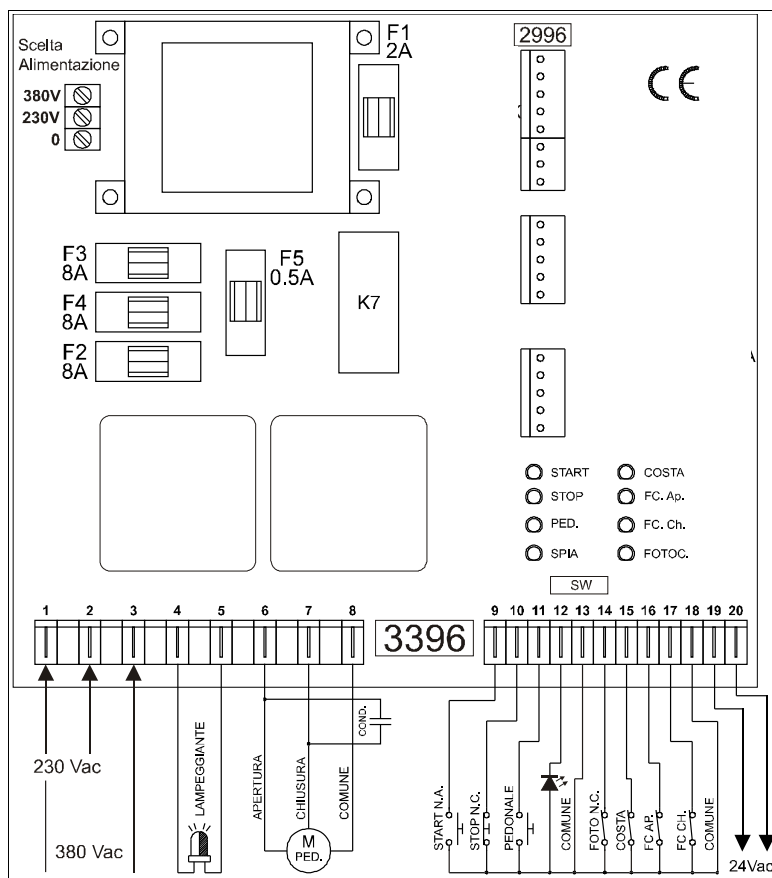 Scelta
Alimentazione
380V
230V
0
F1
2A
2996
CE
F3
8A
F4
8A
F2
8A
F5
0.5A
K7
START
COSTA
STOP
FC. Ap.
PED.
FC. Ch.
SPIA
FOTOC.
SW
1 2 3 4 5 6 7 8
3396
9 10 11 12 13 14 15 16 17 18 19 20
230 Vac
380 Vac
LAMPEGGIANTE
APERTURA
CHIUSURA
COMUNE
COND.
M
PED.
START N.A.
STOP N.C.
PEDONALE
COMUNE
FOTO N.C.
COSTA
FC AP.
FC CH.
COMUNE
24Vac